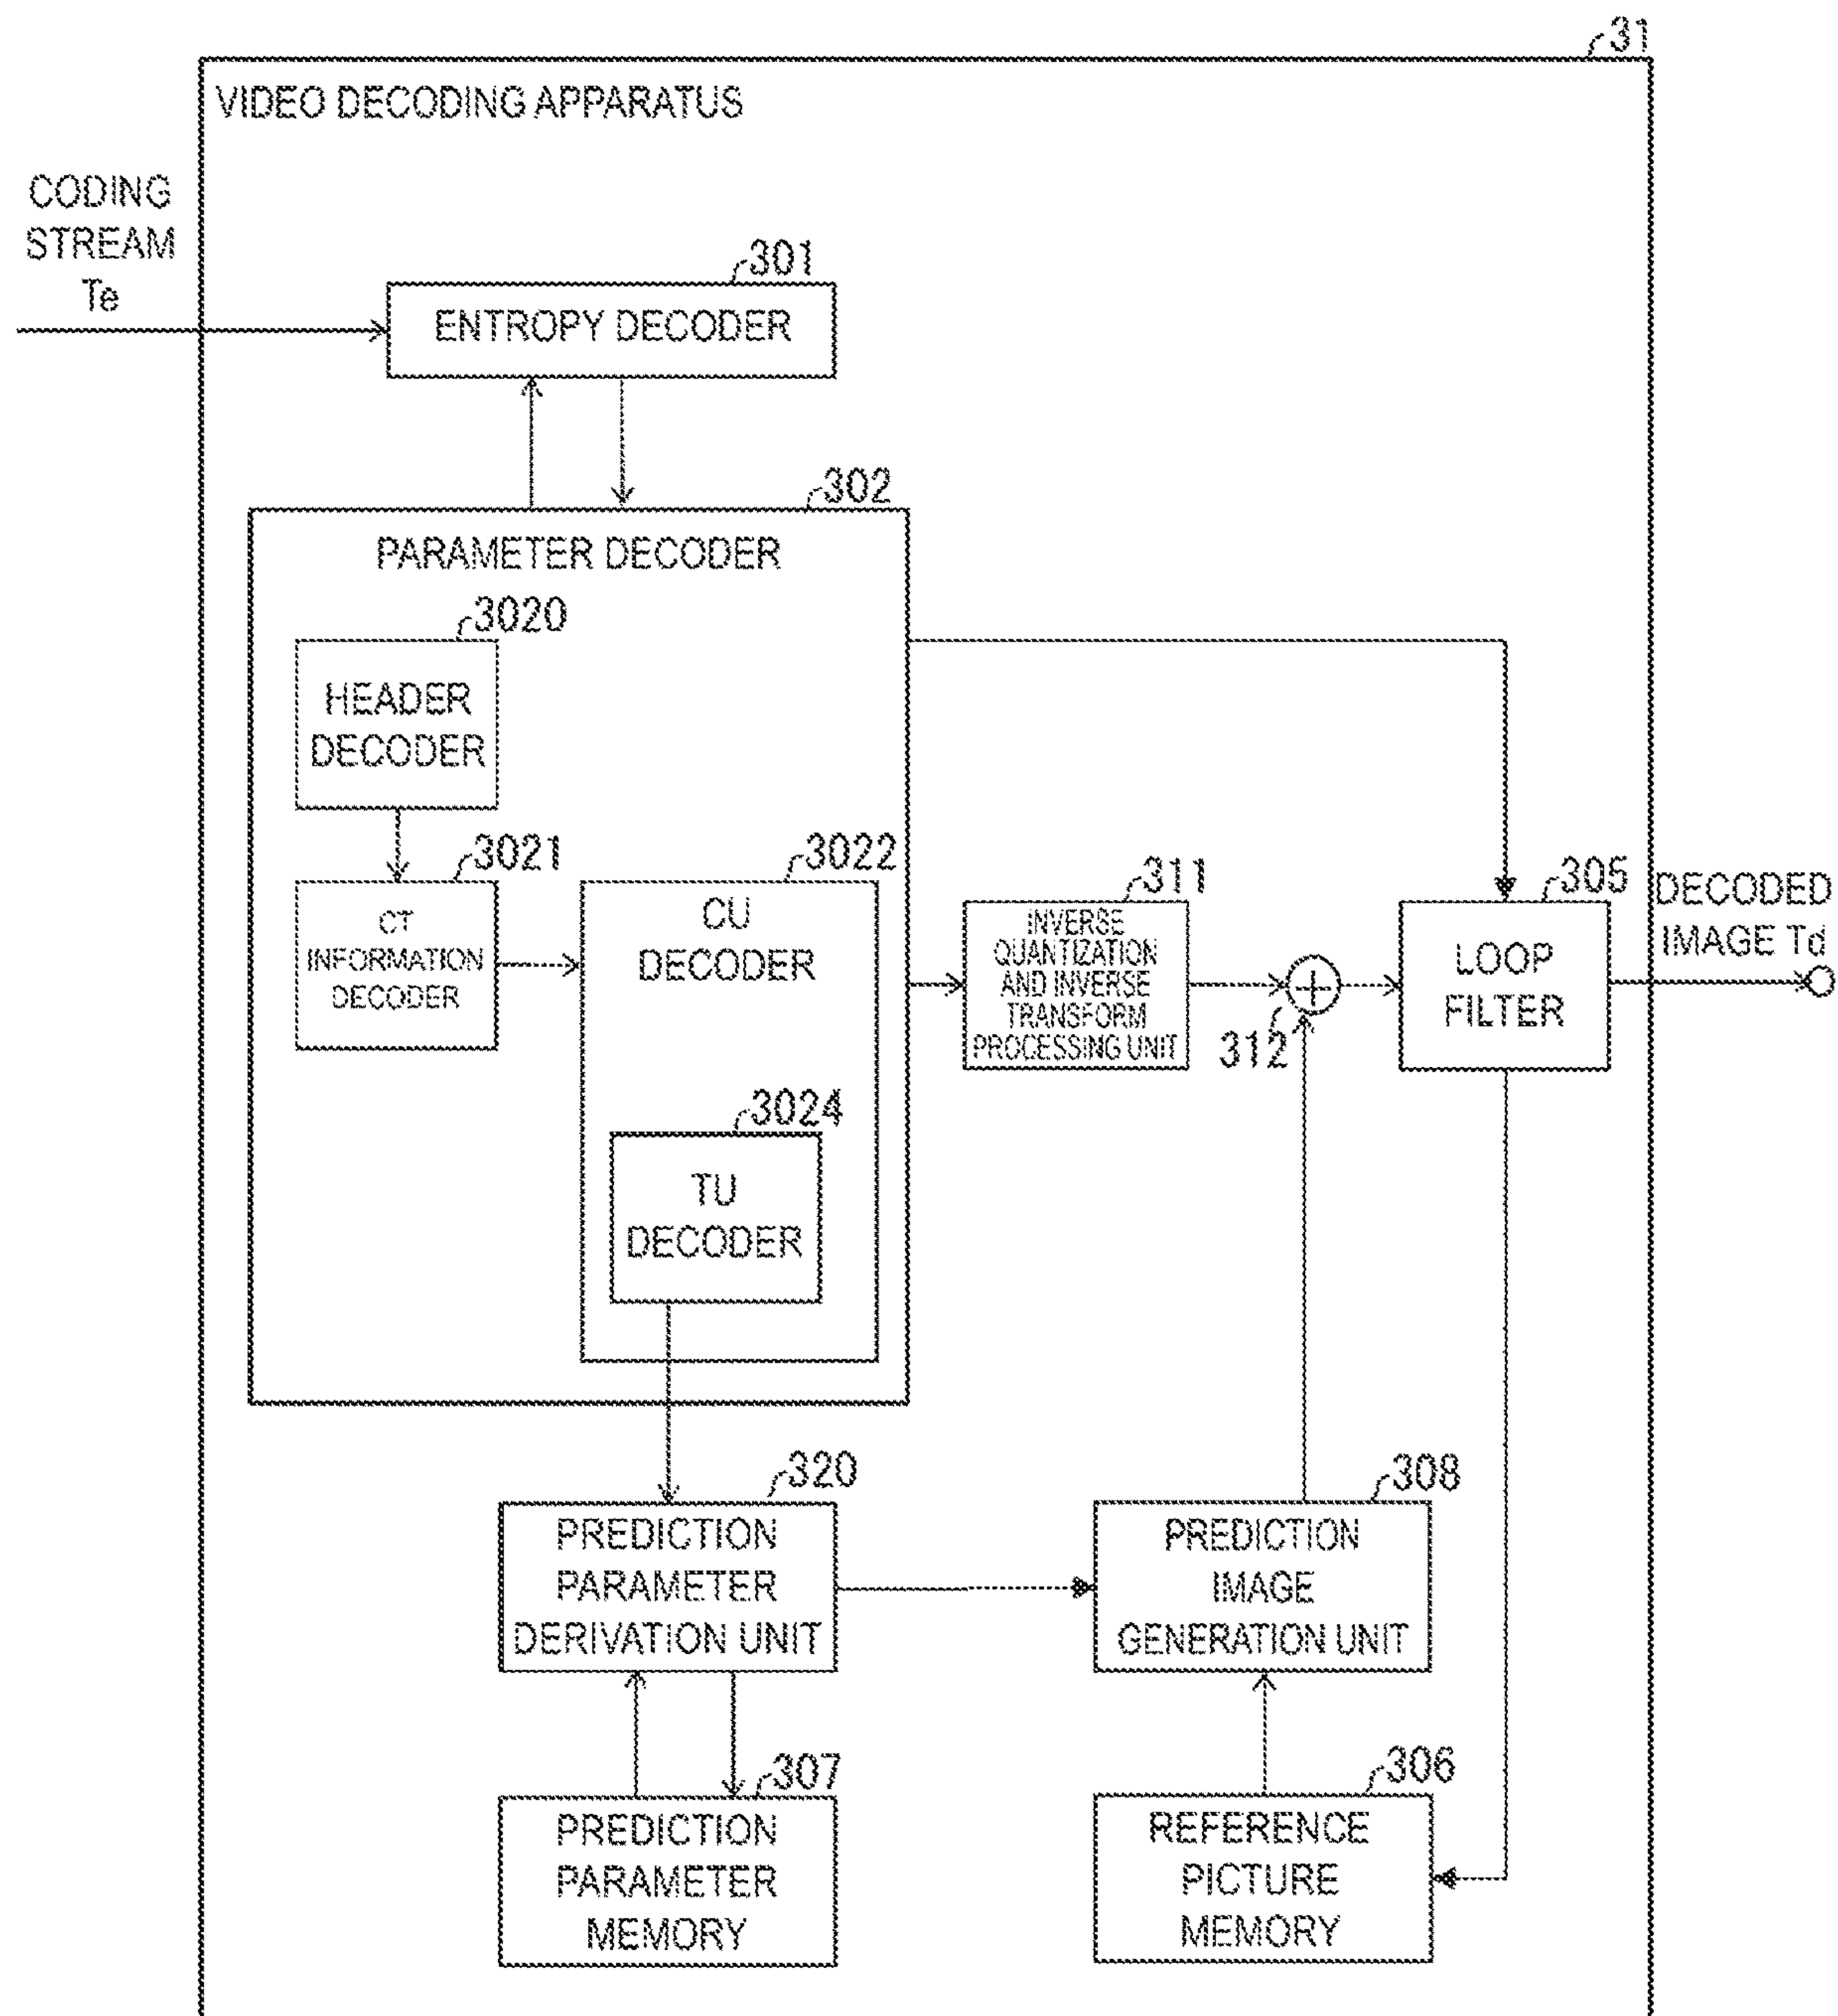 31
VIDEO DECODING APPARATUS
CODING
STREAM
Te
301
ENTROPY DECODER
302
PARAMETER DECODER
3020
HEADER
DECODER
3021
CT
INFORMATION
DECODER
3022
CU
DECODER
3024
TU
DECODER
311
INVERSE
QUANTIZATION
AND INVERSE
TRANSFORM
PROCESSING UNIT
312
305
LOOP
FILTER
DECODED
IMAGE Td
320
PREDICTION
PARAMETER
DERIVATION UNIT
308
PREDICTION
IMAGE
GENERATION UNIT
307
PREDICTION
PARAMETER
MEMORY
306
REFERENCE
PICTURE
MEMORY